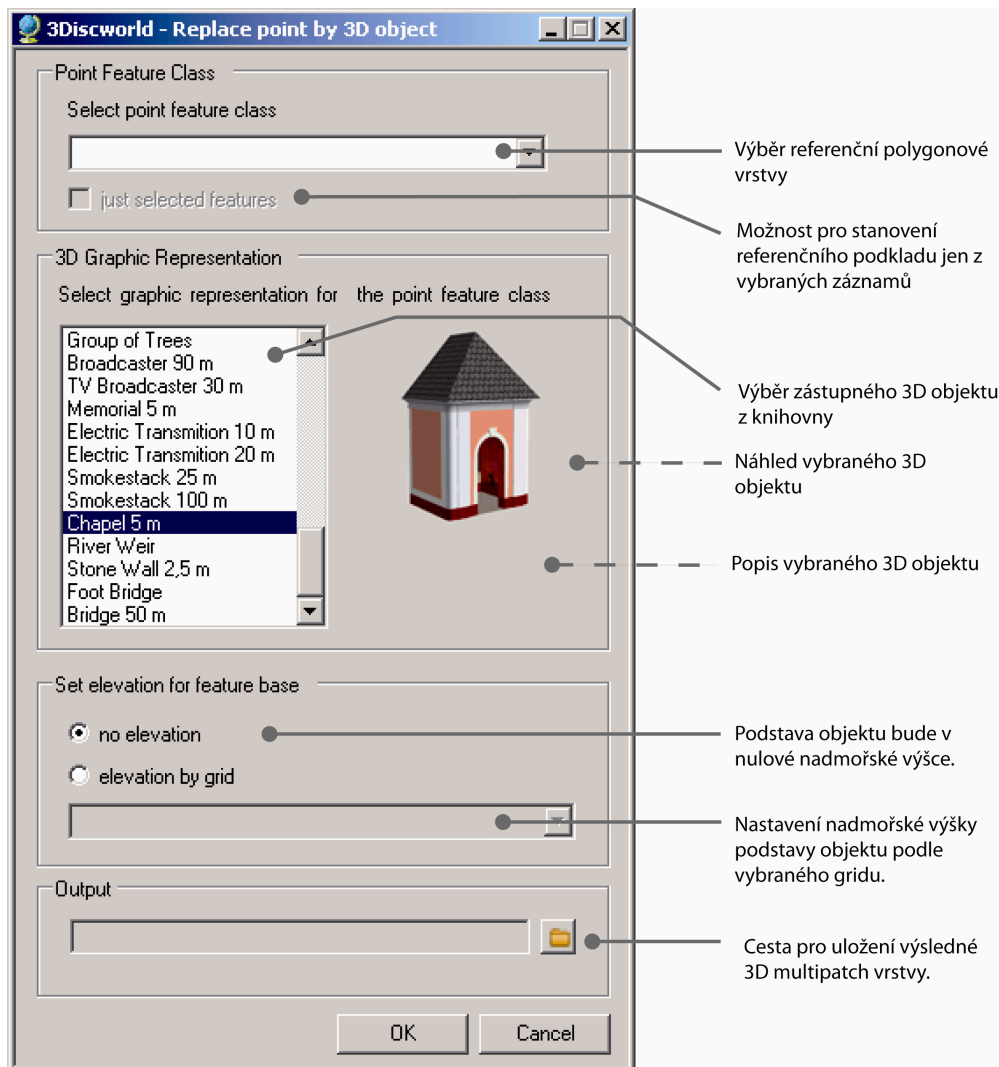 3Discworld - Replace point by 3D object
Point Feature Class
Select point feature class
just selected features
3D Graphic Representation
Select graphic representation for the point feature class
Group of Trees
Broadcaster 90 m
TV Broadcaster 30 m
Memorial 5 m
Electric Transmition 10 m
Electric Transmition 20 m
Smokestack 25 m
Smokestack 100 m
Chapel 5 m
River Weir
Stone Wall 2,5 m
Foot Bridge
Bridge 50 m
Set elevation for feature base
no elevation
elevation by grid
Output
OK
Cancel
Výběr referenční polygonové
vrstvy
Možnost pro stanovení
referenčního podkladu jen z
vybraných záznamů
Výběr zástupného 3D objektu
z knihovny
Náhled vybraného 3D
objektu
Popis vybraného 3D objektu
Podstava objektu bude v
nulové nadmořské výšce.
Nastavení nadmořské výšky
podstavy objektu podle
vybraného gridu.
Cesta pro uložení výsledné
3D multipatch vrstvy.